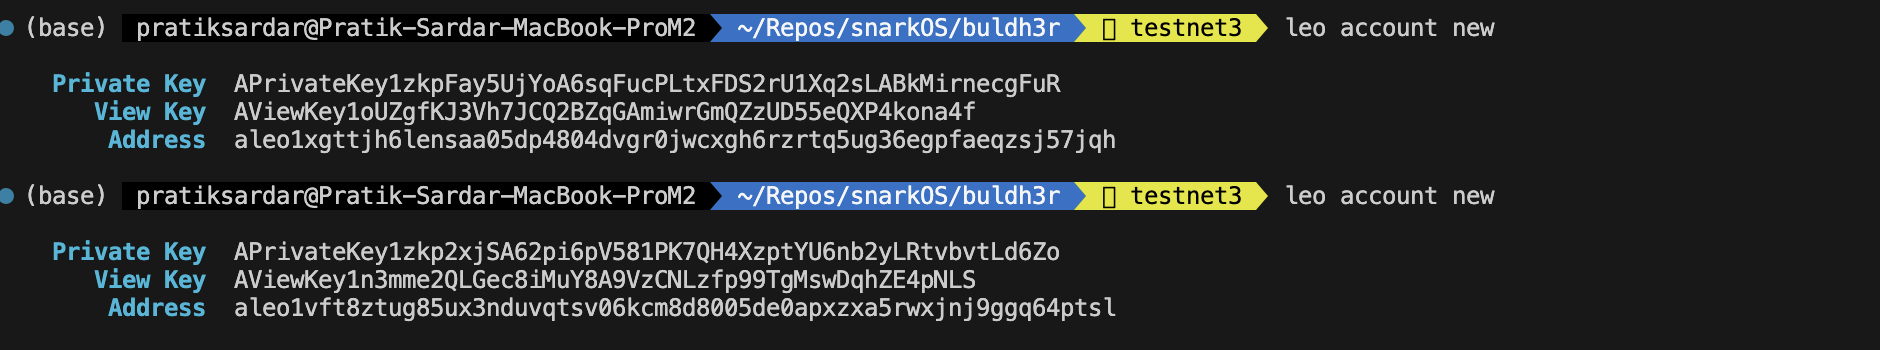 (base) pratiksardar@Pratik-Sardar-MacBook-ProM2 ~/Repos/snarkOS/buldh3r testnet3 leo account new
Private Key APrivateKey1zkpFay5UjYoA6sqFucPLtxFDS2rU1Xq2sLABkMirnecgFuR
View Key AViewKey1oUZgfKJ3Vh7JCQ2BZqGAmiwrGmQZzUD55eQXP4kona4f
Address aleo1xgttjh6lensaa05dp4804dvgr0jwcxgh6rzrtq5ug36egpfaeqzsj57jqh
(base) pratiksardar@Pratik-Sardar-MacBook-ProM2 ~/Repos/snarkOS/buldh3r testnet3 leo account new
Private Key APrivateKey1zkp2xjSA62pi6pV581PK7QH4XzptYU6nb2yLRtvbvtLd6Zo
View Key AViewKey1n3mme2QLGec8iMuY8A9VzCNLzfp99TgMswDqhZE4pNLS
Address aleo1vft8ztug85ux3nduvqtsv06kcm8d8005de0apxzxa5rwxjnj9ggq64ptsl